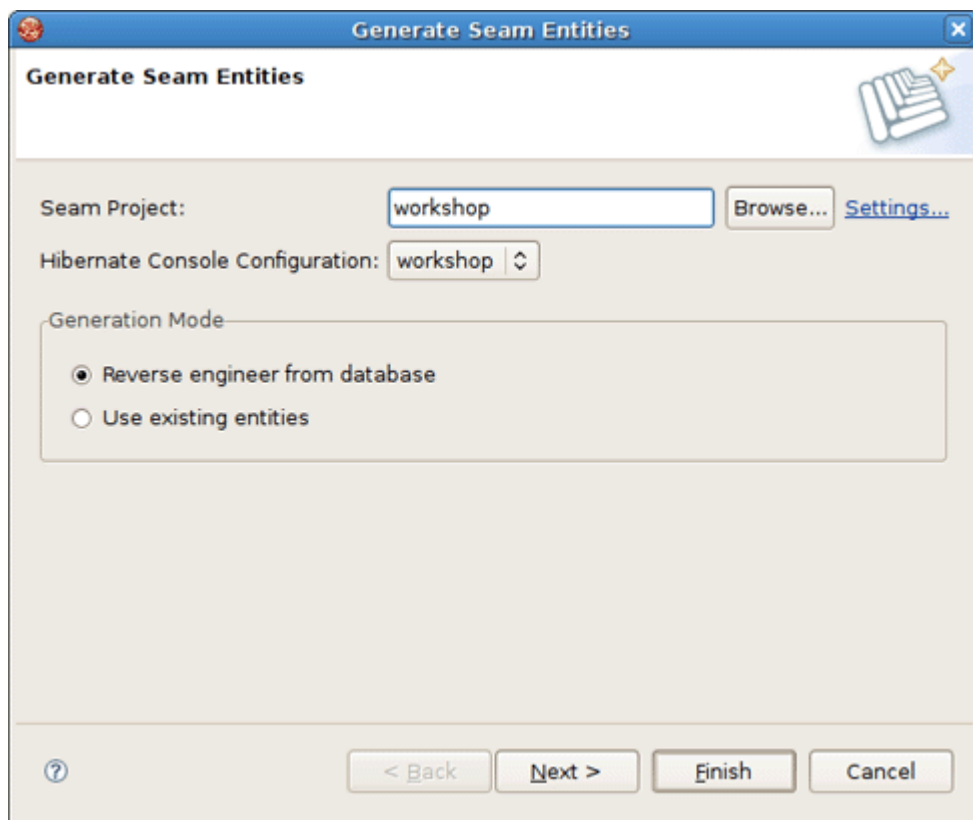 Generate Seam Entities
Generate Seam Entities
Seam Project: workshop Browse... Settings...
Hibernate Console Configuration: workshop
Generation Mode
Reverse engineer from database
Use existing entities
? < Back Next > Finish Cancel